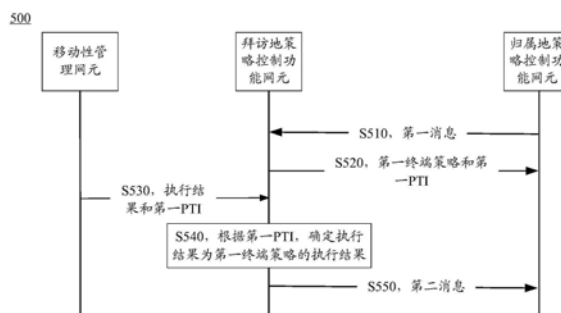 500
移动性管
理网元
拜访地策
略控制功
能网元
归属地策
略控制功
能网元
S510，第一消息
S520，第一终端策略和第
一PTI
S530，执行结
果和第一PTI
S540，根据第一PTI，确定执行
结果为第一终端策略的执行结果
S550，第二消息